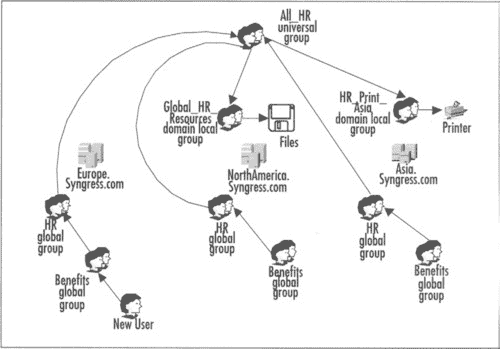 All_HR
universal
group
Global_HR_
Resources
domain local
group
Files
HR_Print_
Asia
domain local
group
Printer
Europe.
Syngress.com
NorthAmerica.
Syngress.com
Asia.
Syngress.com
HR
global
group
HR
global
group
HR
global
group
Benefits
global
group
Benefits
global
group
Benefits
global
group
New User